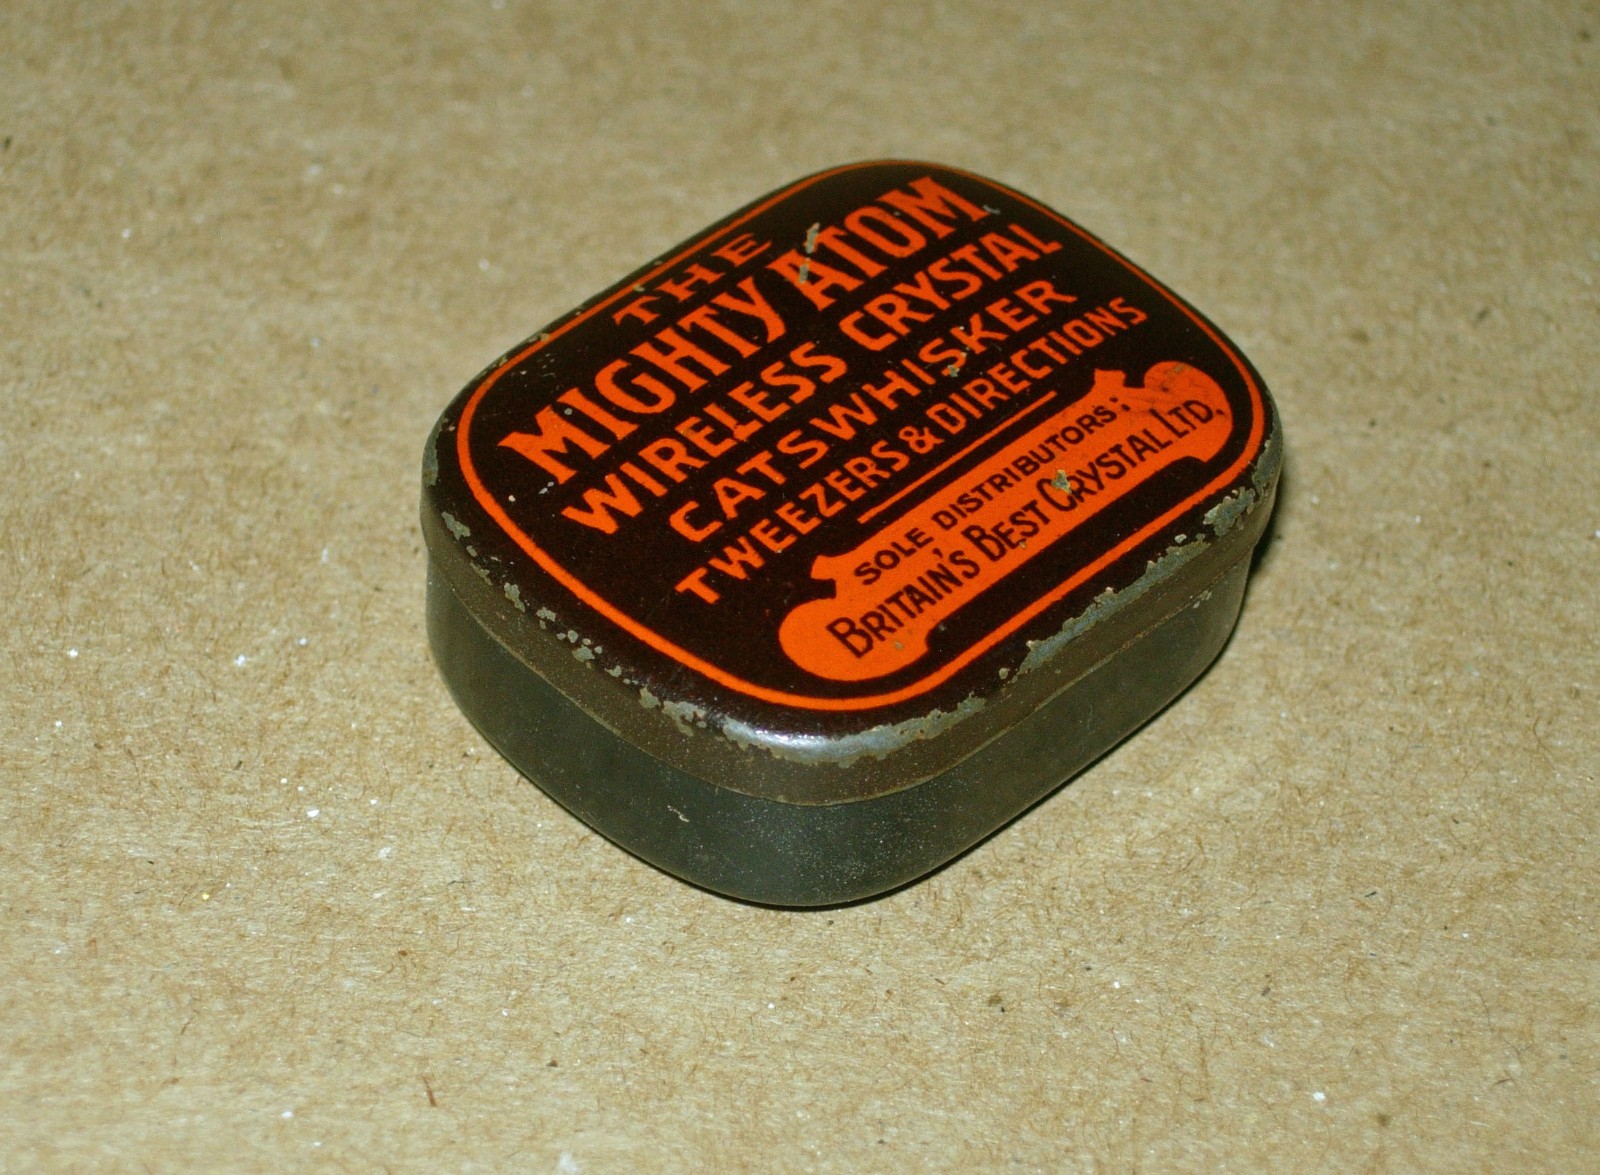 THE
MIGHTY ATOM
WIRELESS CRYSTAL
CATSWHISKER
TWEEZERS & DIRECTIONS
SOLE DISTRIBUTORS:
BRITAIN'S BEST CRYSTAL LTD.